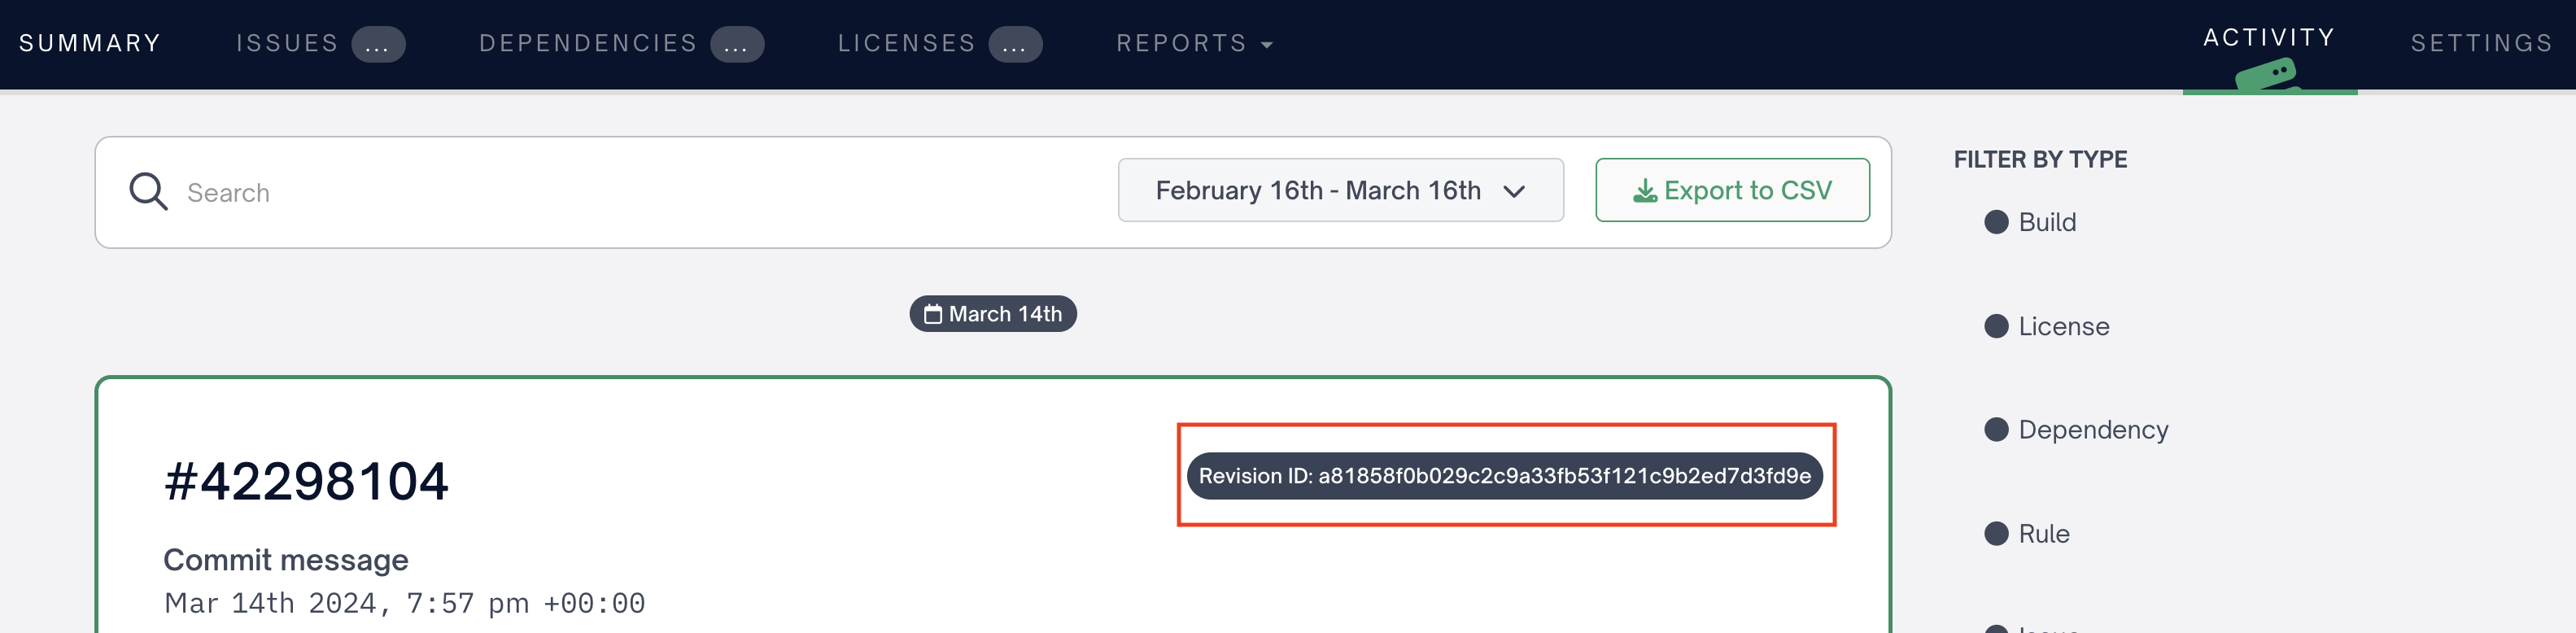 SUMMARY ISSUES ... DEPENDENCIES ... LICENSES ... REPORTS ACTIVITY SETTINGS
Search February 16th - March 16th Export to CSV
FILTER BY TYPE
Build
License
Dependency
Rule
March 14th
#42298104
Revision ID: a81858f0b029c2c9a33fb53f121c9b2ed7d3fd9e
Commit message
Mar 14th 2024, 7:57 pm +00:00